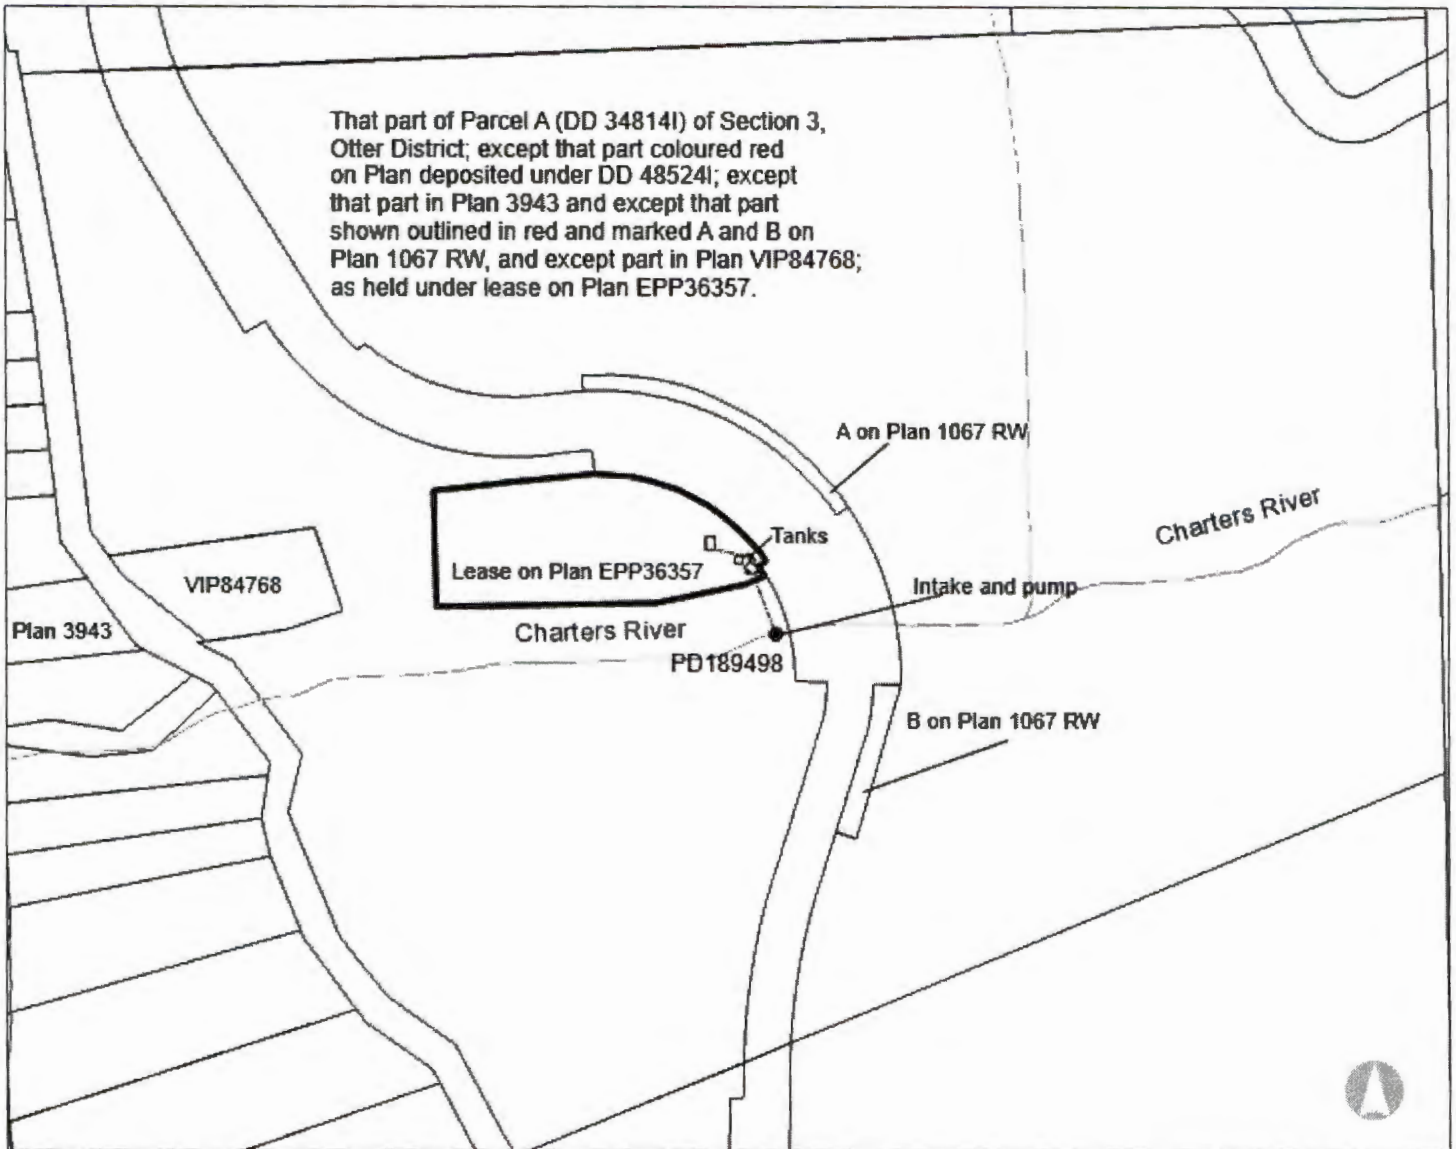 That part of Parcel A (DD 34814I) of Section 3,
Otter District; except that part coloured red
on Plan deposited under DD 48524I; except
that part in Plan 3943 and except that part
shown outlined in red and marked A and B on
Plan 1067 RW, and except part in Plan VIP84768;
as held under lease on Plan EPP36357.
A on Plan 1067 RW
Charters River
Tanks
Lease on Plan EPP36357
VIP84768
Intake and pump
Plan 3943
Charters River
PD189498
B on Plan 1067 RW